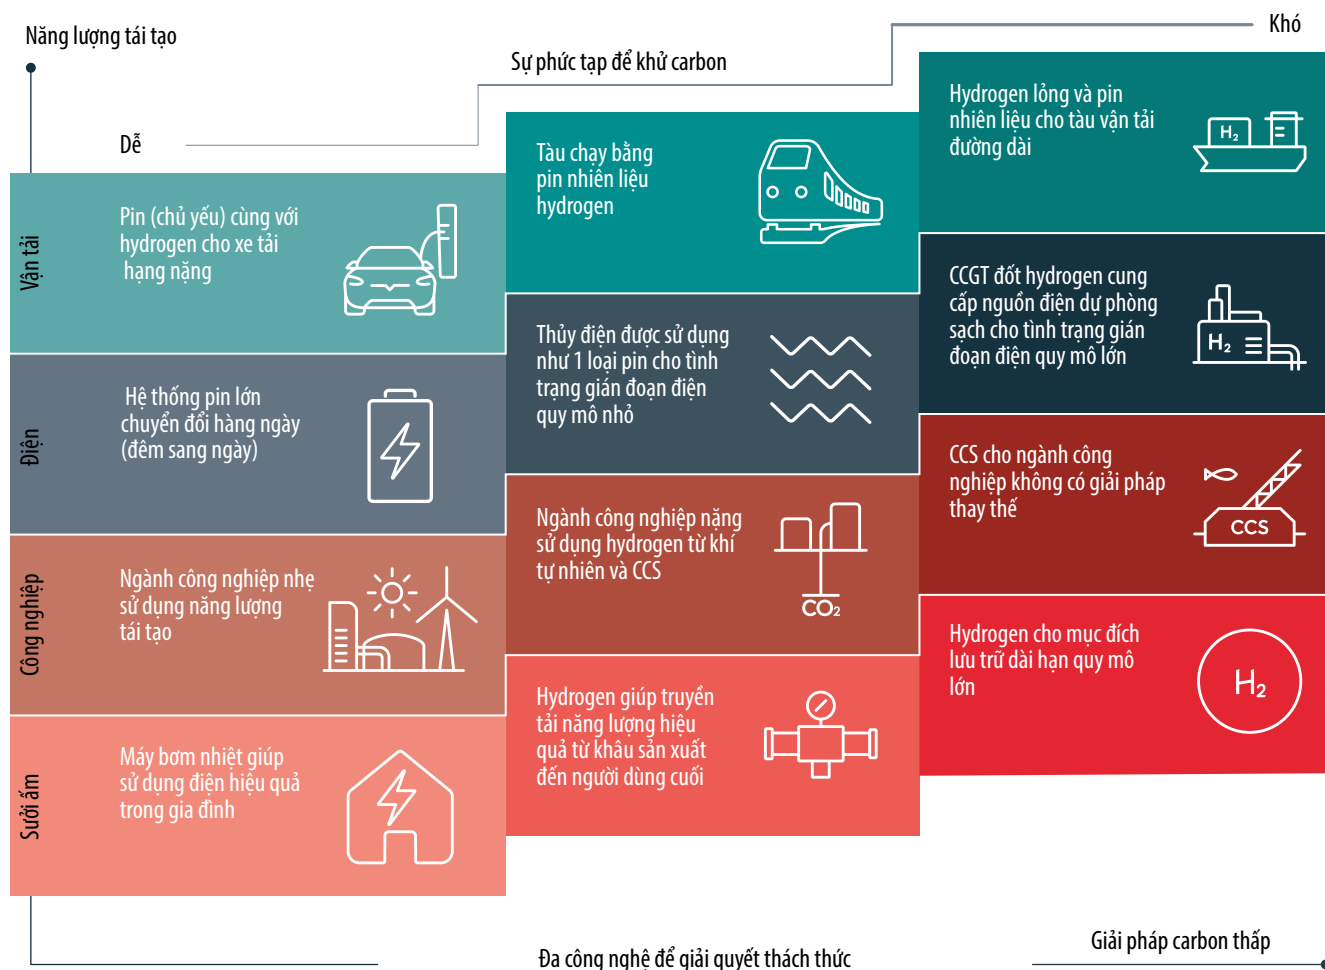 Năng lượng tái tạo
Khó
Sự phức tạp để khử carbon
Dễ
Vận tải
Pin (chủ yếu) cùng với
hydrogen cho xe tải
hạng nặng
Tàu chạy bằng
pin nhiên liệu
hydrogen
Hydrogen lỏng và pin
nhiên liệu cho tàu vận tải
đường dài
H₂
Điện
Hệ thống pin lớn
chuyển đổi hàng ngày
(đêm sang ngày)
Thủy điện được sử dụng
như 1 loại pin cho tình
trạng gián đoạn điện
quy mô nhỏ
CCGT đốt hydrogen cung
cấp nguồn điện dự phòng
sạch cho tình trạng gián
đoạn điện quy mô lớn
H₂
Công nghiệp
Ngành công nghiệp nhẹ
sử dụng năng lượng
tái tạo
Ngành công nghiệp nặng
sử dụng hydrogen từ khí
tự nhiên và CCS
CO₂
CCS cho ngành công
nghiệp không có giải pháp
thay thế
CCS
Sưởi ấm
Máy bơm nhiệt giúp
sử dụng điện hiệu quả
trong gia đình
Hydrogen giúp truyền
tải năng lượng hiệu
quả từ khâu sản xuất
đến người dùng cuối
Hydrogen cho mục đích
lưu trữ dài hạn quy mô
lớn
H₂
Giải pháp carbon thấp
Đa công nghệ để giải quyết thách thức